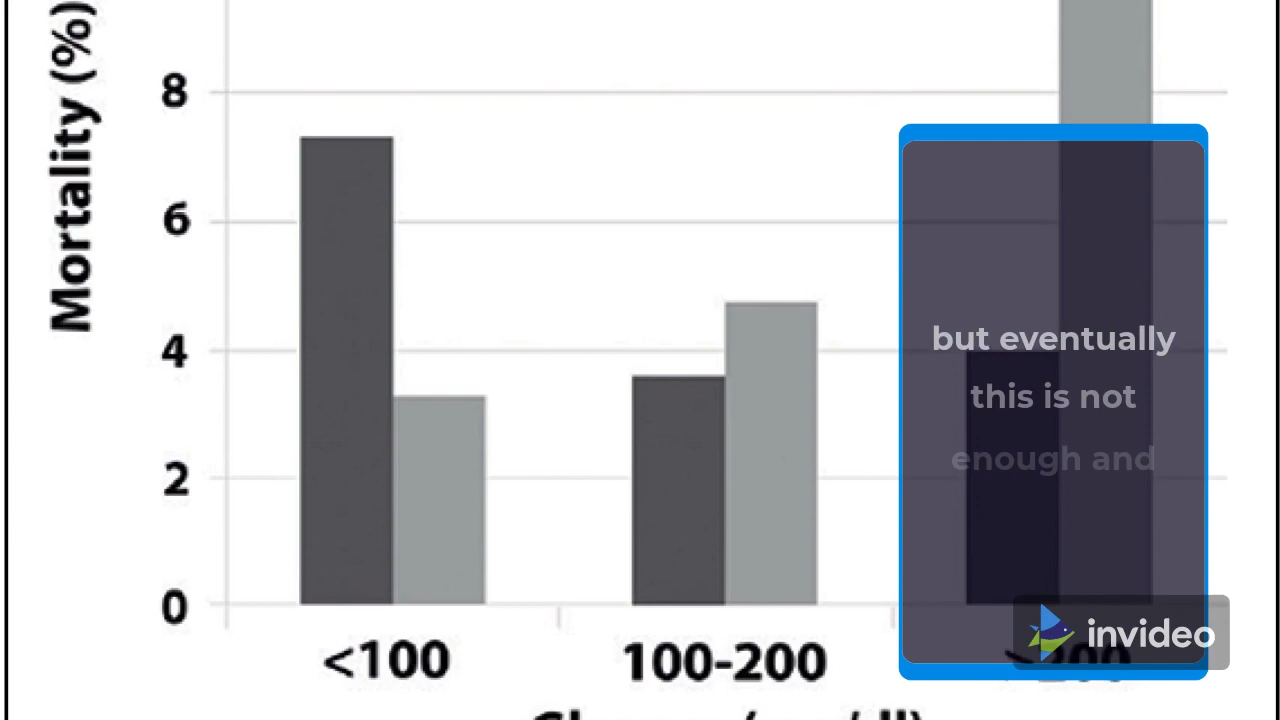 Mortality (%)
8
6
4
2
0
but eventually
this is not
enough and
<100
100-200
invideo